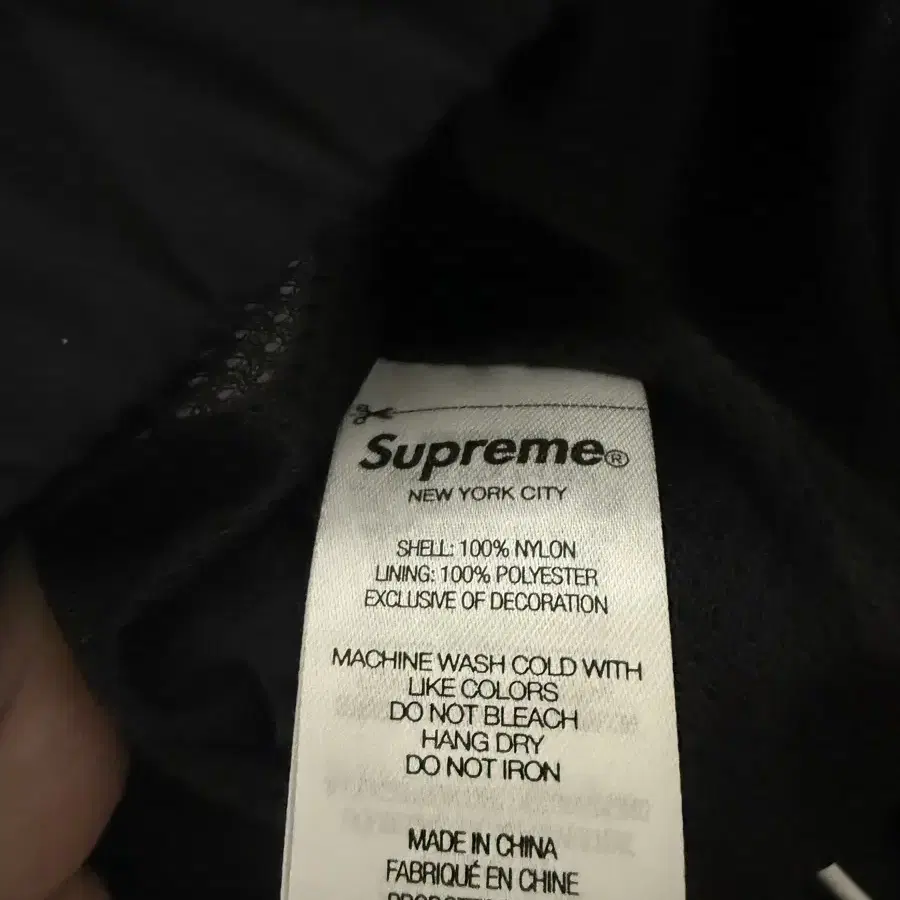 Supreme®
NEW YORK CITY
SHELL: 100% NYLON
LINING: 100% POLYESTER
EXCLUSIVE OF DECORATION
MACHINE WASH COLD WITH
LIKE COLORS
DO NOT BLEACH
HANG DRY
DO NOT IRON
MADE IN CHINA
FABRIQUÉ EN CHINE